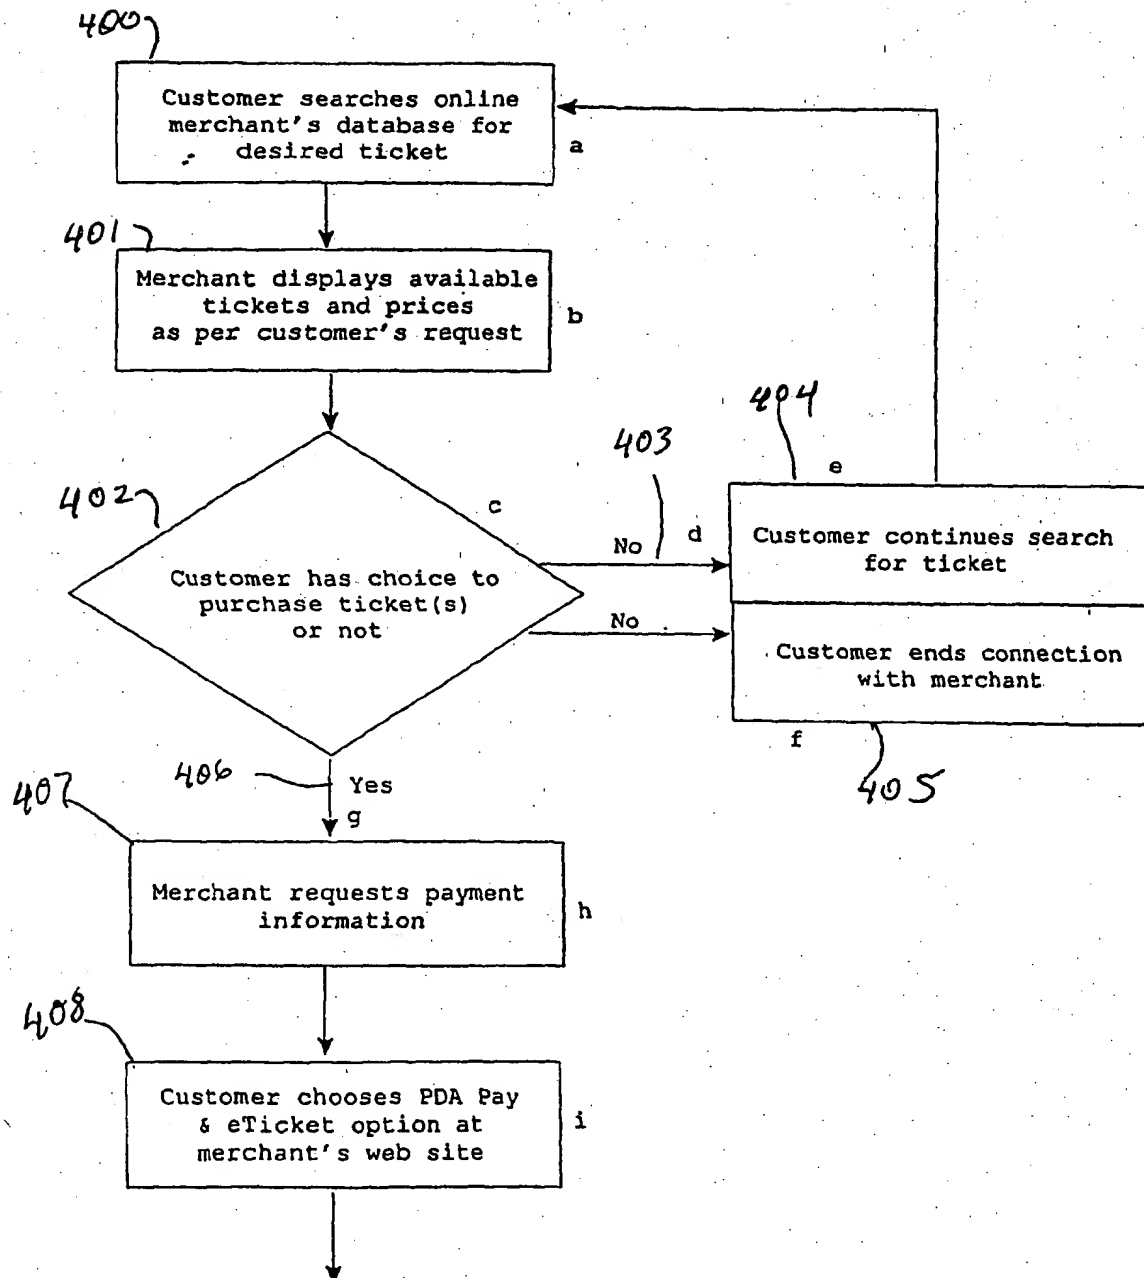 400
Customer searches online
merchant's database for
desired ticket
a
401
Merchant displays available
tickets and prices
as per customer's request
b
402
c
Customer has choice to
purchase ticket(s)
or not
403
No
d
404
e
Customer continues search
for ticket
No
Customer ends connection
with merchant
f
405
406
Yes
g
407
Merchant requests payment
information
h
408
Customer chooses PDA Pay
& eTicket option at
merchant's web site
i